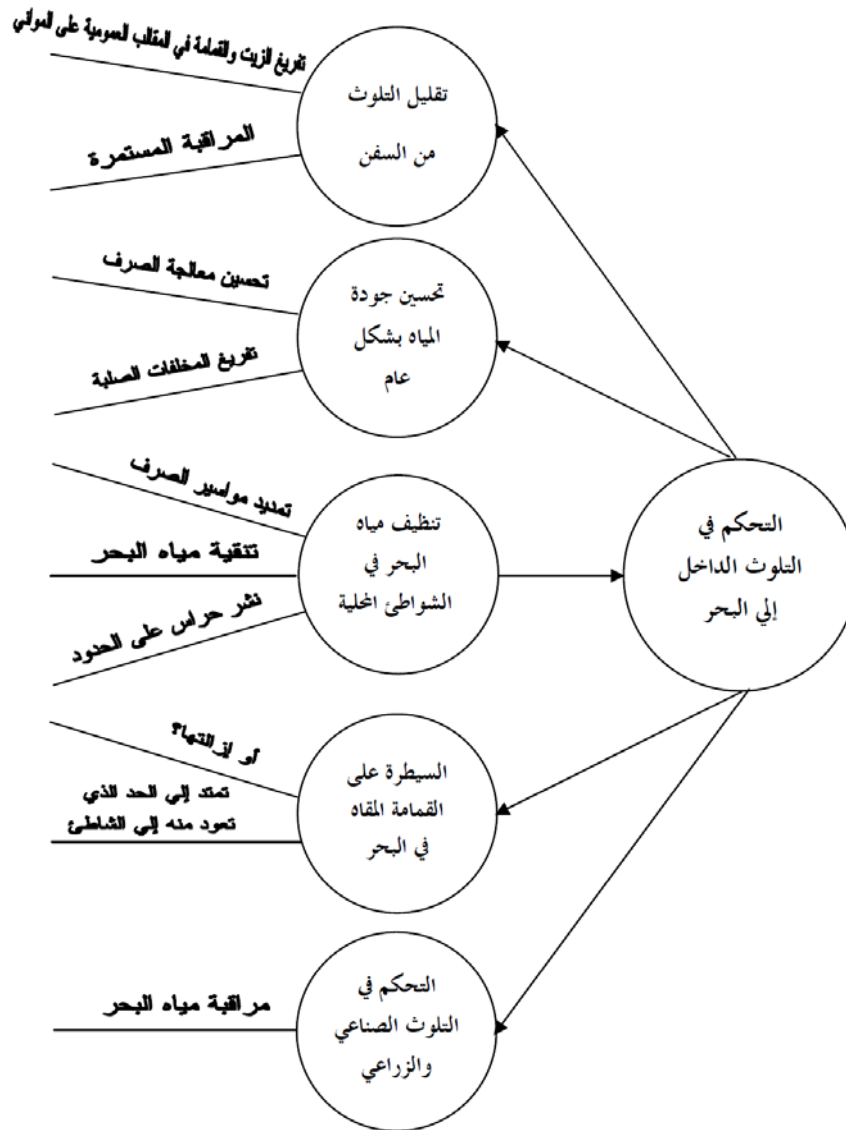 تفريغ الزيت والقمامة في المقالب العمومية على المواني
تقليل التلوث
من السفن
المراقبة المستمرة
تحسين معالجة الصرف
تحسين جودة
المياه بشكل
عام
تفريغ المخلفات الصلبة
تمديد مواسير الصرف
تنظيف مياه
البحر في
الشواطئ المحلية
تنقية مياه البحر
نشر حراس على الحدود
التحكم في
التلوث الداخل
إلي البحر
أو إزالتها؟
السيطرة على
القمامة المقاه
في البحر
تمتد إلي الحد الذي
تعود منه إلي الشاطئ
التحكم في
التلوث الصناعي
والزراعي
مراقبة مياه البحر